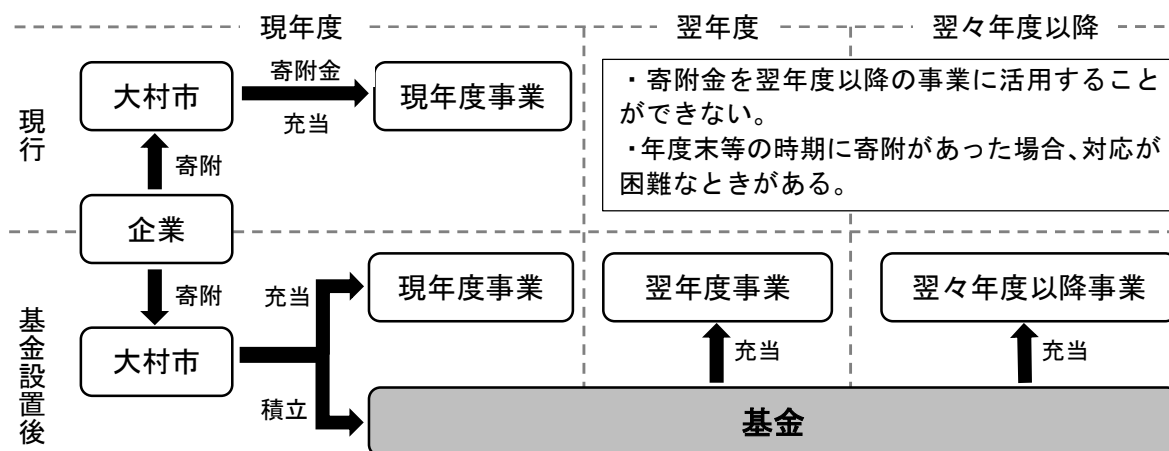 現年度
翌年度
翌々年度以降
現行
大村市
寄附金
充当
現年度事業
・寄附金を翌年度以降の事業に活用すること
ができない。
・年度末等の時期に寄附があった場合、対応が
困難なときがある。
寄附
企業
寄附
基金設置後
大村市
充当
積立
現年度事業
翌年度事業
翌々年度以降事業
充当
充当
基金